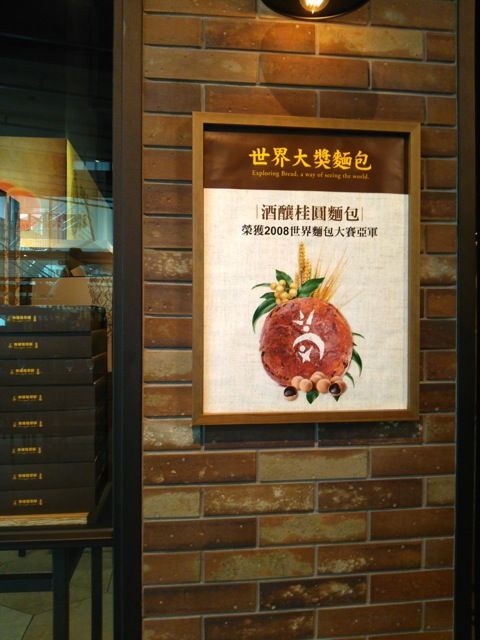 世界大獎麵包
Exploring Bread, a way of seeing the world.
酒釀桂圓麵包
榮獲2008世界麵包大賽亞軍